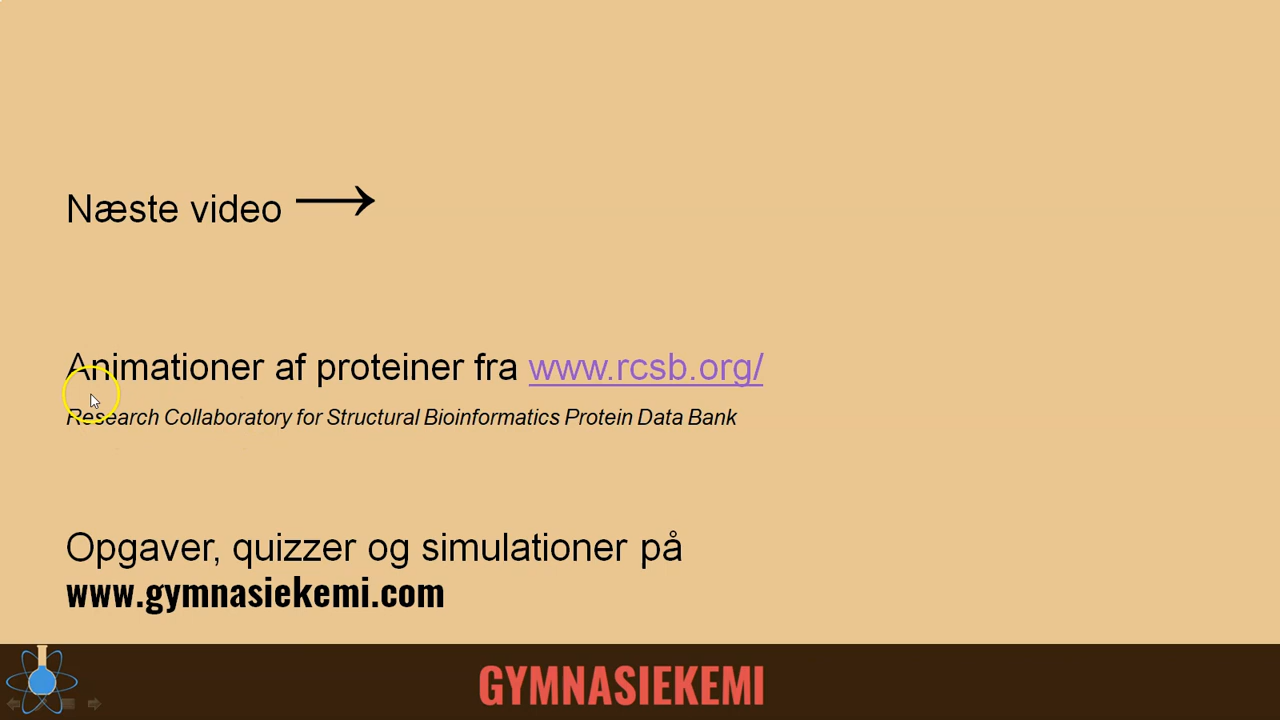 Næste video →
Animationer af proteiner fra www.rcsb.org/
Research Collaboratory for Structural Bioinformatics Protein Data Bank
Opgaver, quizzer og simulationer på
www.gymnasiekemi.com
GYMNASIEKEMI